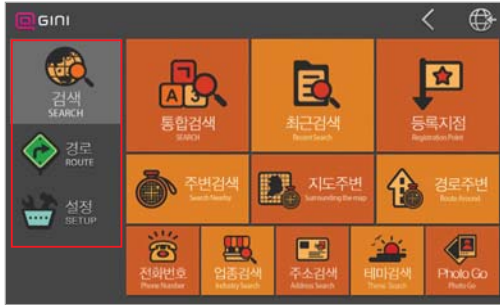 GINI
검색
SEARCH
경로
ROUTE
설정
SETUP
통합검색
SEARCH
최근검색
Recent Search
등록지점
Registration Point
주변검색
Search Nearby
지도주변
Surrounding the map
경로주변
Route Around
전화번호
Phone Number
업종검색
Industry Search
주소검색
Address Search
테마검색
Theme Search
Photo Go
Photo Go